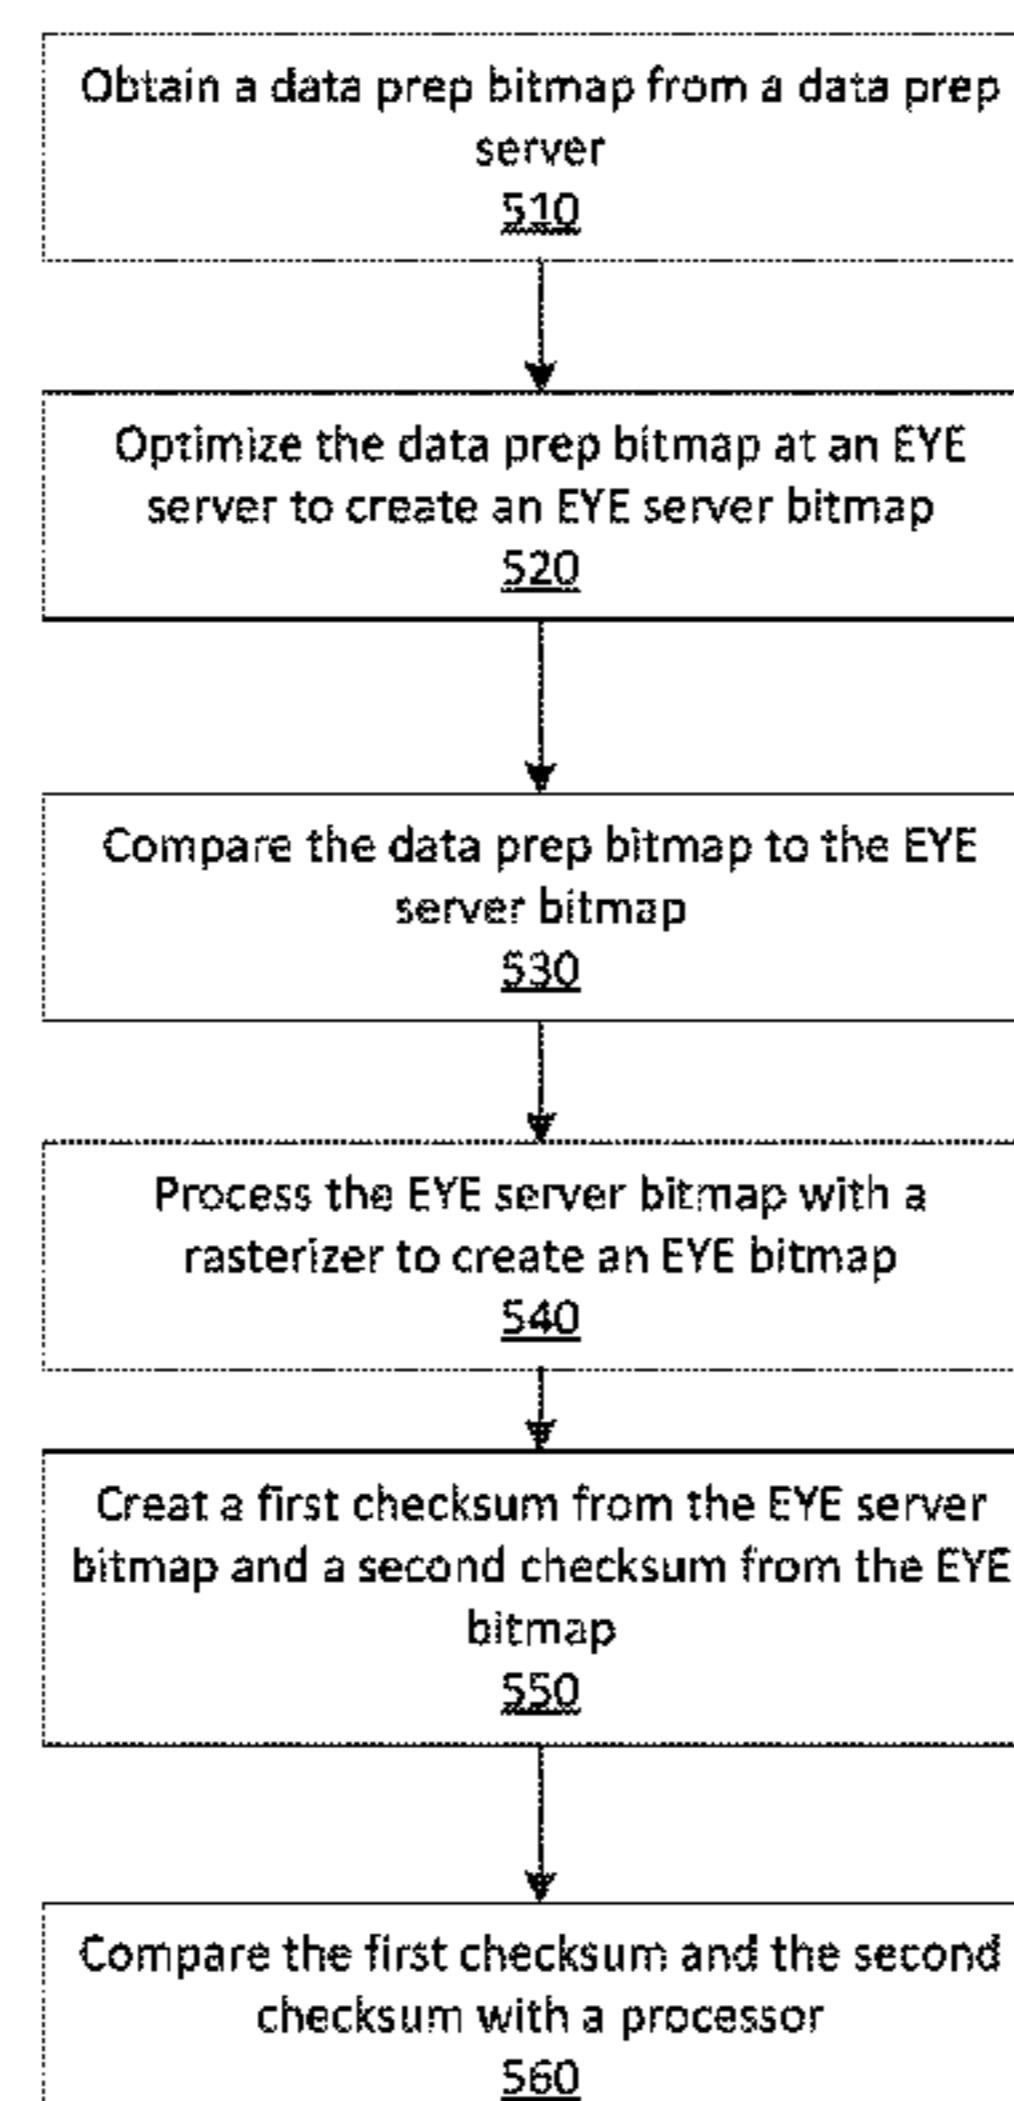 Obtain a data prep bitmap from a data prep
server
510
Optimize the data prep bitmap at an EYE
server to create an EYE server bitmap
520
Compare the data prep bitmap to the EYE
server bitmap
530
Process the EYE server bitmap with a
rasterizer to create an EYE bitmap
540
Creat a first checksum from the EYE server
bitmap and a second checksum from the EYE
bitmap
550
Compare the first checksum and the second
checksum with a processor
560